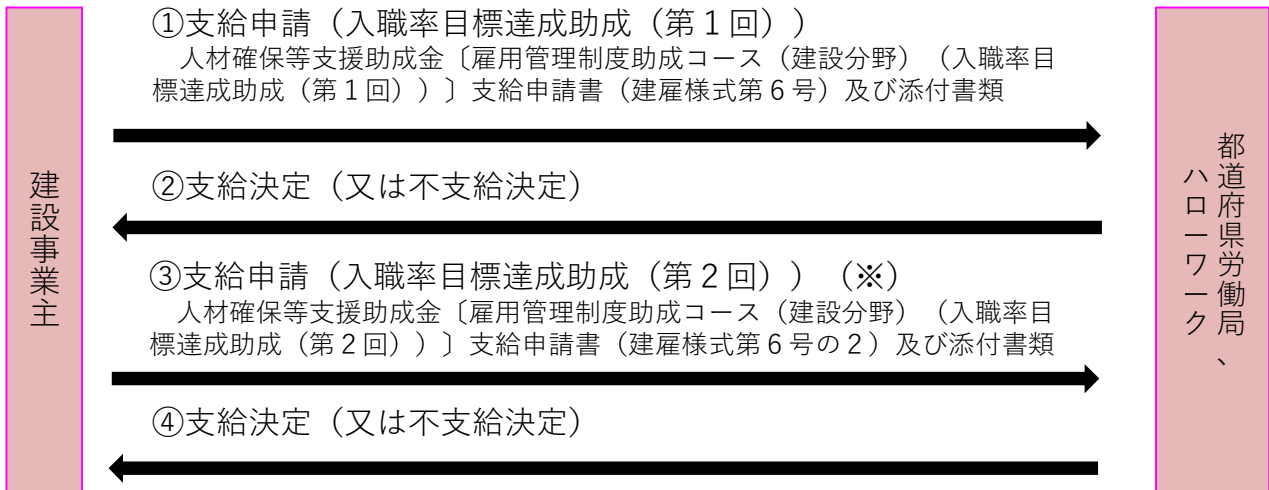 建設事業主
①支給申請（入職率目標達成助成（第１回））
人材確保等支援助成金〔雇用管理制度助成コース（建設分野）（入職率目
標達成助成（第１回））〕支給申請書（建雇様式第６号）及び添付書類
②支給決定（又は不支給決定）
③支給申請（入職率目標達成助成（第２回））（※）
人材確保等支援助成金〔雇用管理制度助成コース（建設分野）（入職率目
標達成助成（第２回））〕支給申請書（建雇様式第６号の２）及び添付書類
④支給決定（又は不支給決定）
都道府県労働局、
ハローワーク